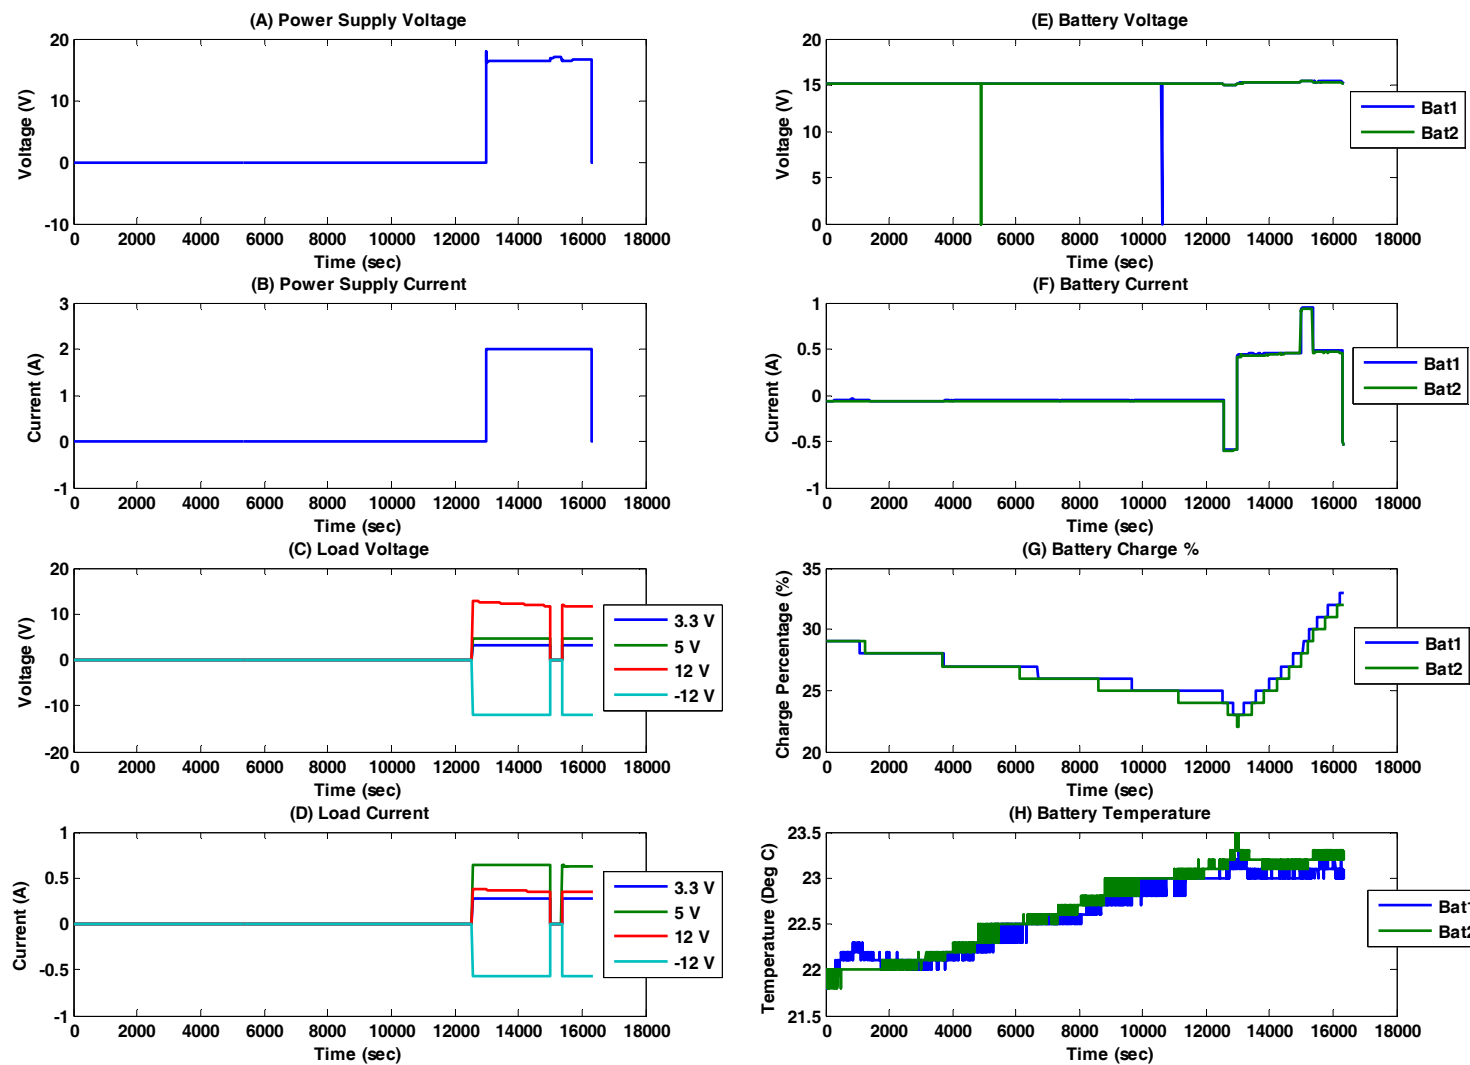 (A) Power Supply Voltage
20
10
0
-10
Voltage (V)
0 2000 4000 6000 8000 10000 12000 14000 16000 18000
Time (sec)
(B) Power Supply Current
3
2
1
0
-1
Current (A)
0 2000 4000 6000 8000 10000 12000 14000 16000 18000
Time (sec)
(C) Load Voltage
20
10
0
-10
-20
Voltage (V)
3.3 V
5 V
12 V
-12 V
0 2000 4000 6000 8000 10000 12000 14000 16000 18000
Time (sec)
(D) Load Current
1
0.5
0
-0.5
-1
Current (A)
3.3 V
5 V
12 V
-12 V
0 2000 4000 6000 8000 10000 12000 14000 16000 18000
Time (sec)
(E) Battery Voltage
20
15
10
5
0
Voltage (V)
Bat1
Bat2
0 2000 4000 6000 8000 10000 12000 14000 16000 18000
Time (sec)
(F) Battery Current
1
0.5
0
-0.5
-1
Current (A)
Bat1
Bat2
0 2000 4000 6000 8000 10000 12000 14000 16000 18000
Time (sec)
(G) Battery Charge %
35
30
25
20
Charge Percentage (%)
Bat1
Bat2
0 2000 4000 6000 8000 10000 12000 14000 16000 18000
Time (sec)
(H) Battery Temperature
23.5
23
22.5
22
21.5
Temperature (Deg C)
Bat1
Bat2
0 2000 4000 6000 8000 10000 12000 14000 16000 18000
Time (sec)